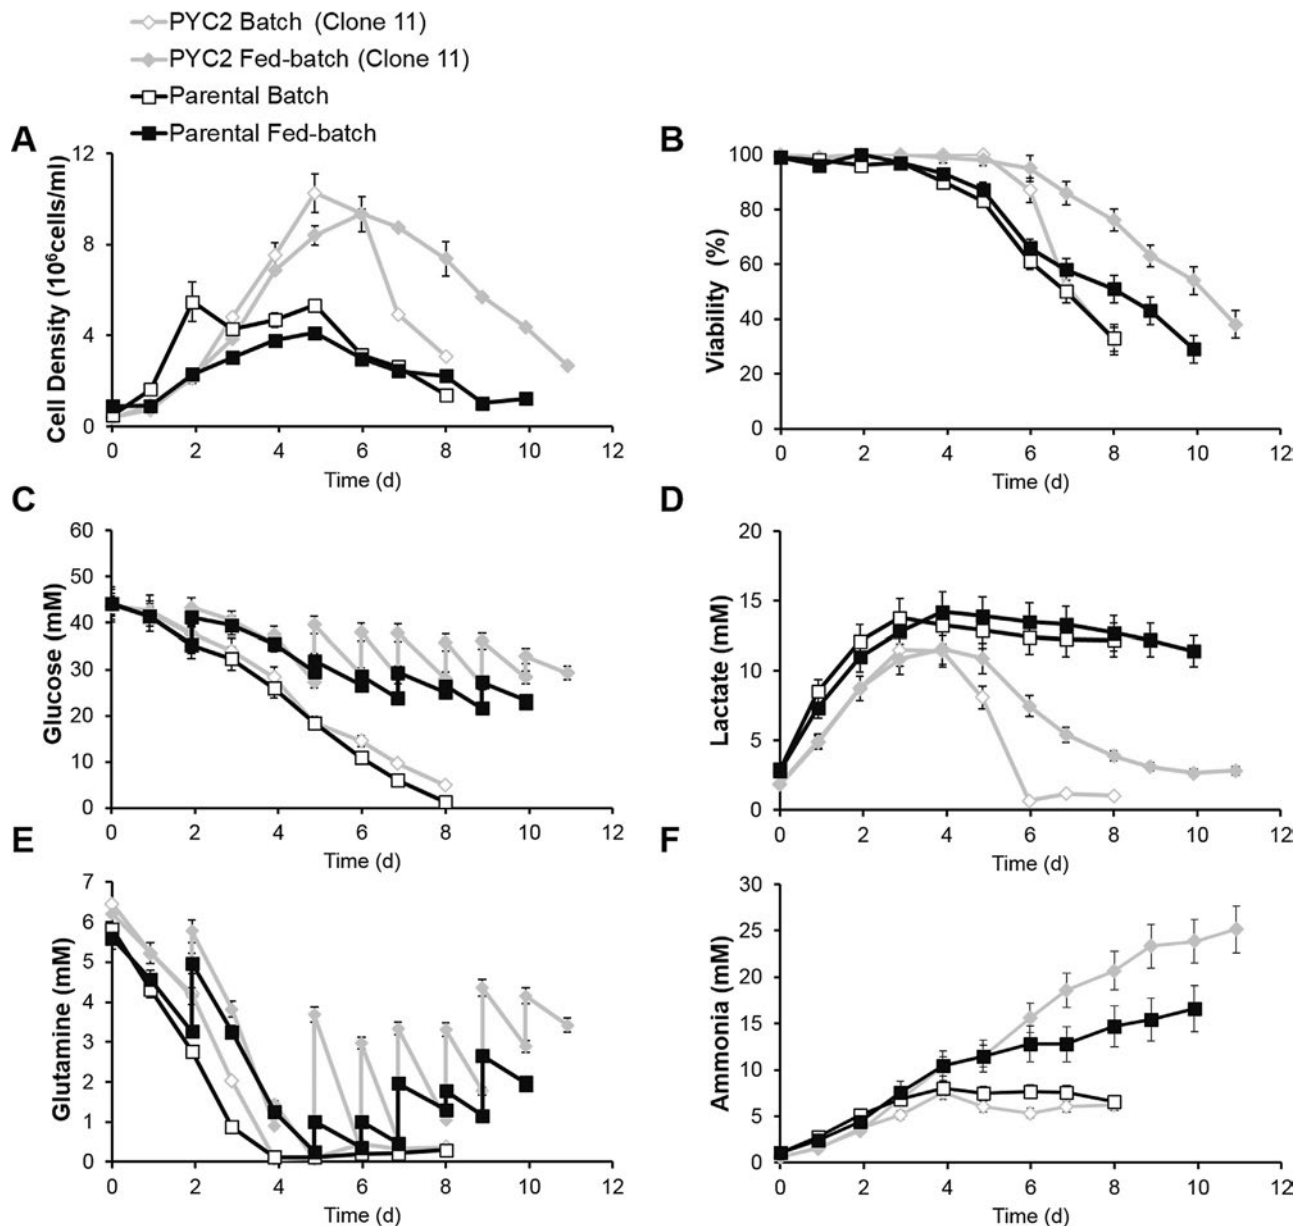 PYC2 Batch (Clone 11)
PYC2 Fed-batch (Clone 11)
Parental Batch
Parental Fed-batch
A
Cell Density (10⁶cells/ml)
12
8
4
0
0 2 4 6 8 10 12
Time (d)
B
Viability (%)
100
80
60
40
20
0
0 2 4 6 8 10 12
Time (d)
C
Glucose (mM)
60
50
40
30
20
10
0
0 2 4 6 8 10 12
Time (d)
D
Lactate (mM)
20
15
10
5
0
0 2 4 6 8 10 12
Time (d)
E
Glutamine (mM)
7
6
5
4
3
2
1
0
0 2 4 6 8 10 12
Time (d)
F
Ammonia (mM)
30
25
20
15
10
5
0
0 2 4 6 8 10 12
Time (d)